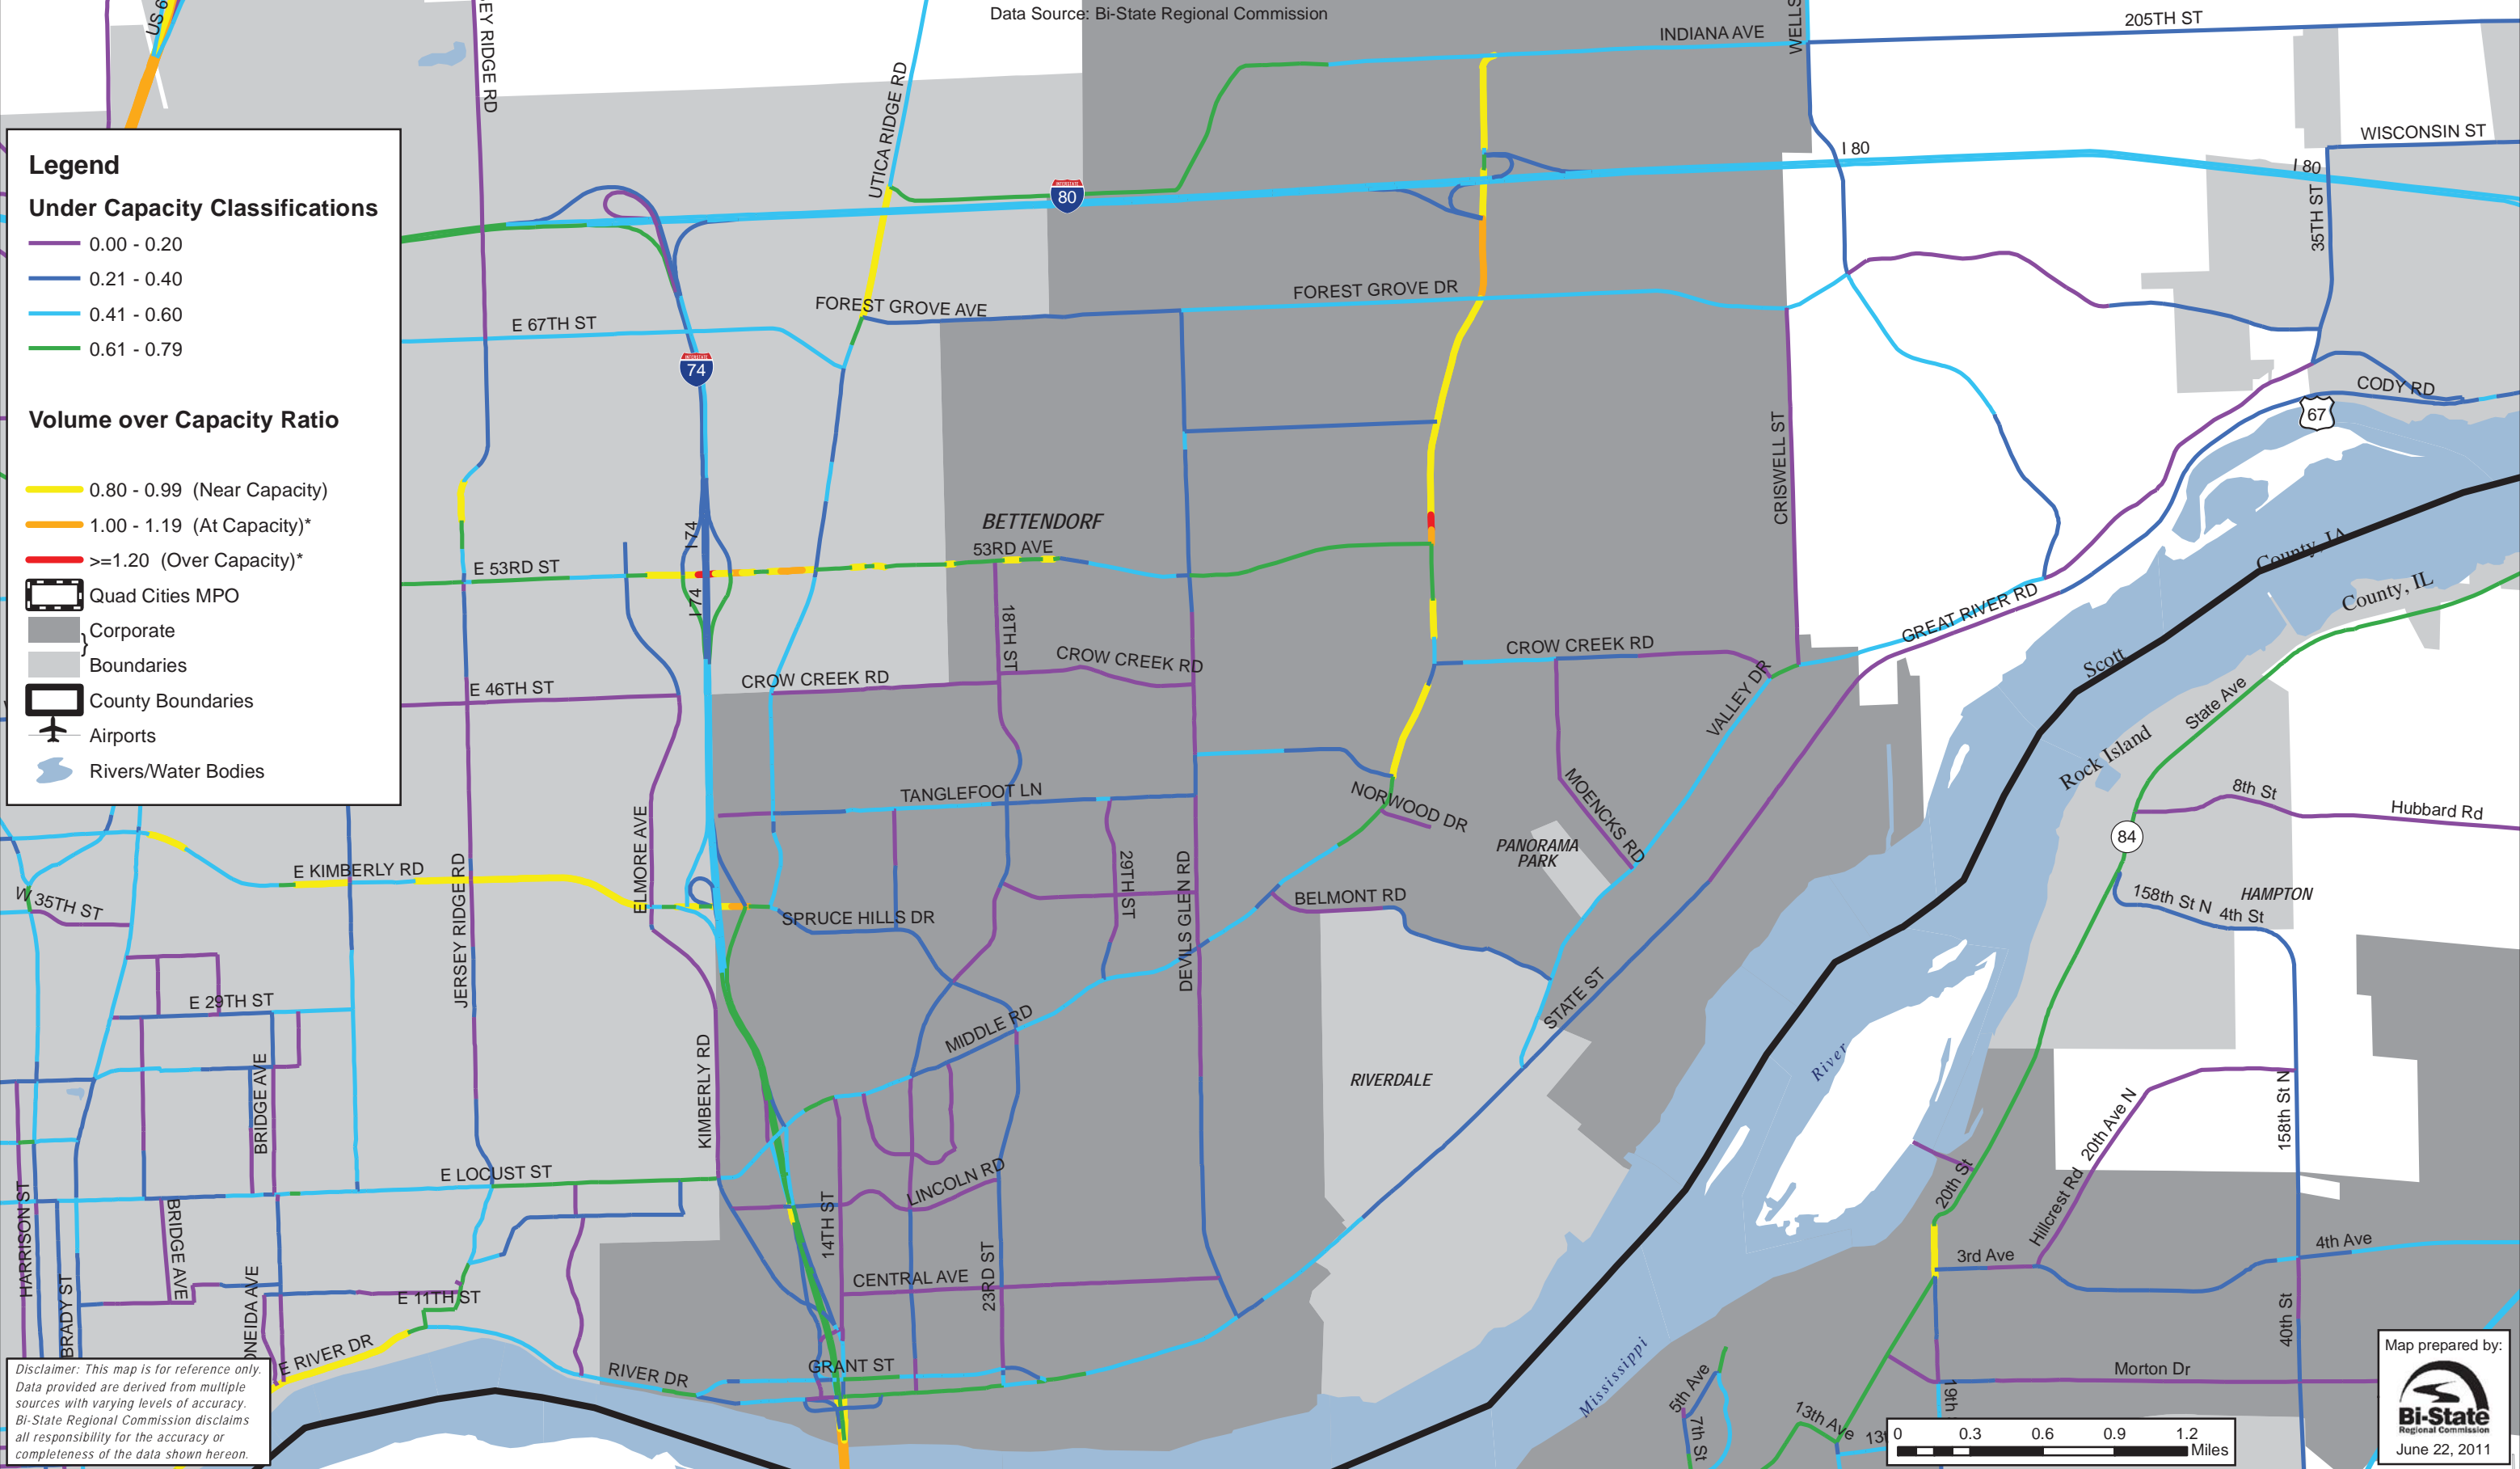 Data Source: Bi-State Regional Commission
US 6
EY RIDGE RD
UTICA RIDGE RD
INDIANA AVE
WELLS
205TH ST
WISCONSIN ST
I 80
I 80
35TH ST
INTERSTATE
80
Legend
Under Capacity Classifications
0.00 - 0.20
0.21 - 0.40
0.41 - 0.60
0.61 - 0.79
Volume over Capacity Ratio
0.80 - 0.99 (Near Capacity)
1.00 - 1.19 (At Capacity)*
>=1.20 (Over Capacity)*
Quad Cities MPO
Corporate
}
Boundaries
County Boundaries
Airports
Rivers/Water Bodies
E 67TH ST
FOREST GROVE AVE
FOREST GROVE DR
INTERSTATE
74
CODY RD
67
CRISWELL ST
I 74
BETTENDORF
53RD AVE
E 53RD ST
I 74
18TH ST
County, IA
County, IL
GREAT RIVER RD
Scott
Rock Island
State Ave
CROW CREEK RD
CROW CREEK RD
CROW CREEK RD
E 46TH ST
VALLEY DR
TANGLEFOOT LN
NORWOOD DR
MOENCKS RD
PANORAMA
PARK
8th St
Hubbard Rd
84
ELMORE AVE
E KIMBERLY RD
JERSEY RIDGE RD
W 35TH ST
SPRUCE HILLS DR
29TH ST
DEVILS GLEN RD
BELMONT RD
158th St N
4th St
HAMPTON
STATE ST
E 29TH ST
MIDDLE RD
KIMBERLY RD
BRIDGE AVE
RIVERDALE
River
158th St N
20th Ave N
Hillcrest Rd
20th St
E LOCUST ST
LINCOLN RD
14TH ST
HARRISON ST
BRIDGE AVE
BRADY ST
ONEIDA AVE
E 11TH ST
CENTRAL AVE
23RD ST
3rd Ave
4th Ave
40th St
E RIVER DR
RIVER DR
GRANT ST
Mississippi
5th Ave
7th St
13th Ave
19th
Morton Dr
Disclaimer: This map is for reference only.
Data provided are derived from multiple
sources with varying levels of accuracy.
Bi-State Regional Commission disclaims
all responsibility for the accuracy or
completeness of the data shown hereon.
0 0.3 0.6 0.9 1.2
Miles
Map prepared by:
Bi-State
Regional Commission
June 22, 2011